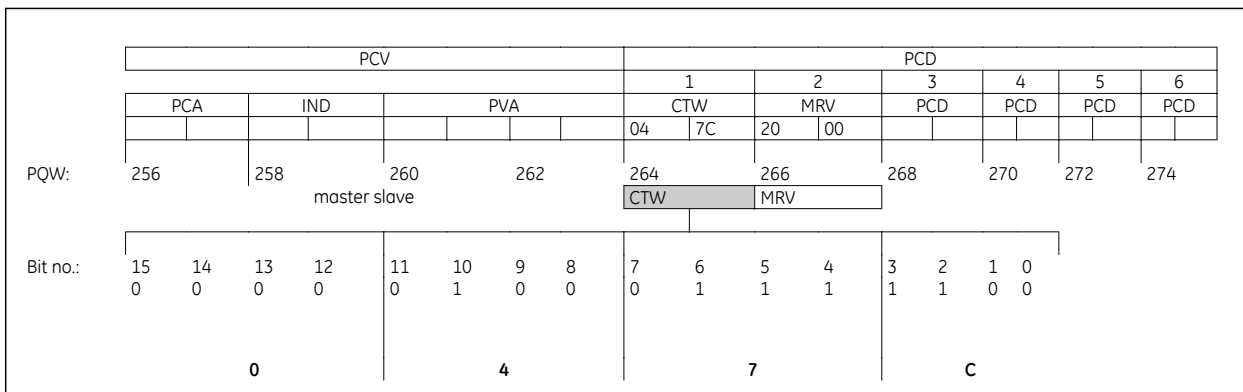 PCV PCD
1 2 3 4 5 6
PCA IND PVA CTW MRV PCD PCD PCD PCD
04 7C 20 00
PQW: 256 258 260 262 264 266 268 270 272 274
master slave CTW MRV
Bit no.: 15 14 13 12 11 10 9 8 7 6 5 4 3 2 1 0
0 0 0 0 0 1 0 0 0 1 1 1 1 1 0 0
0 4 7 C